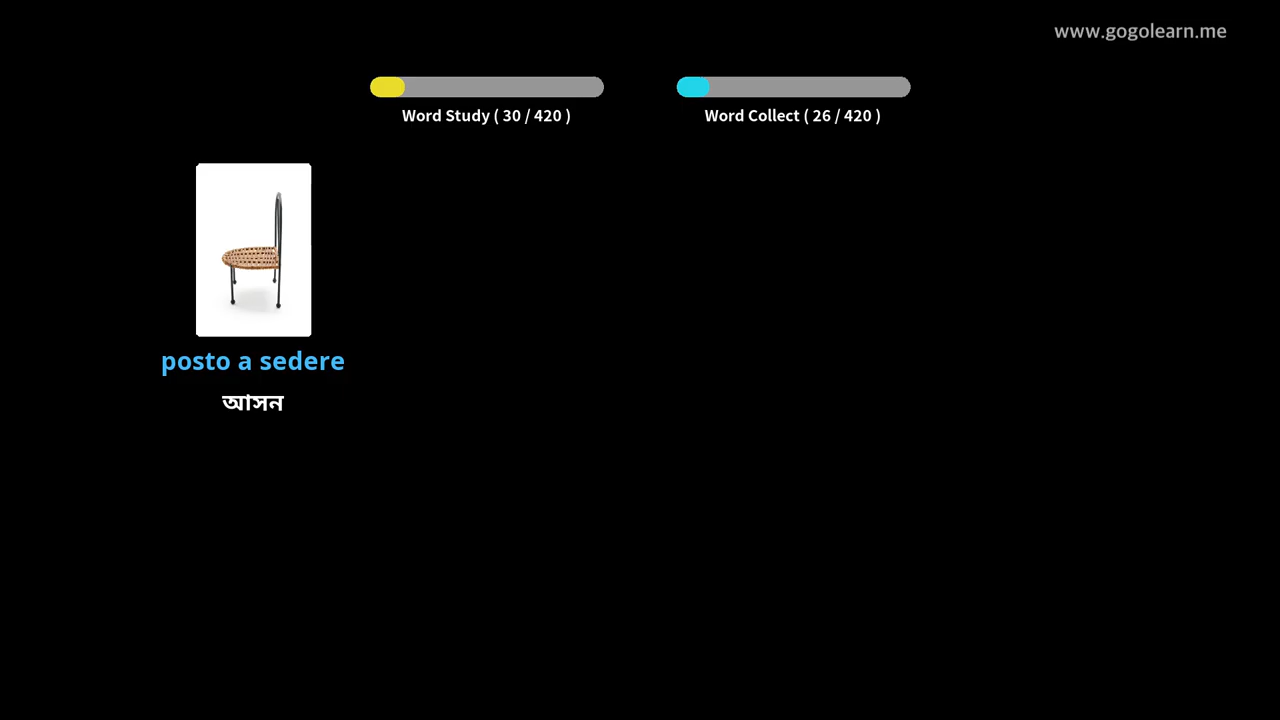 www.gogolearn.me
Word Study ( 30 / 420 )
Word Collect ( 26 / 420 )
posto a sedere
আসন